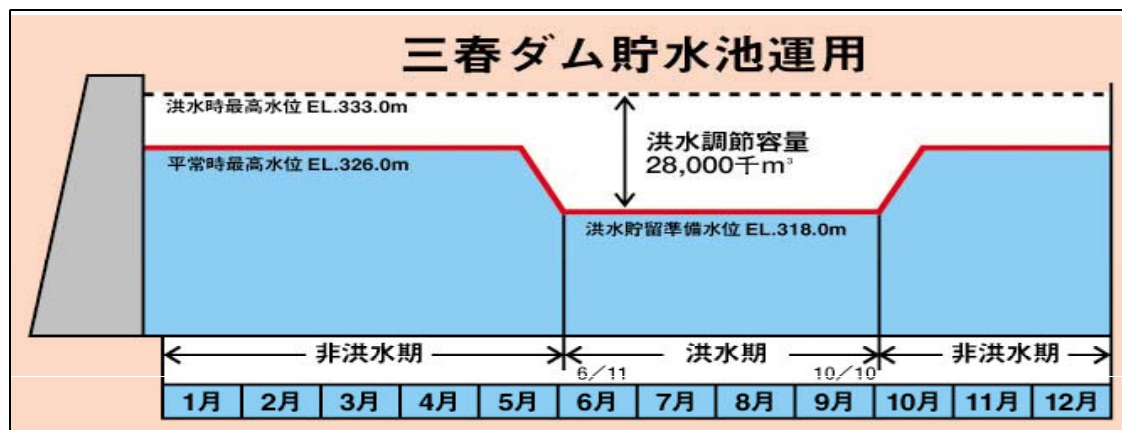 三春ダム貯水池運用
洪水時最高水位 EL.333.0m
洪水調節容量
28,000千m³
平常時最高水位 EL.326.0m
洪水貯留準備水位 EL.318.0m
非洪水期 洪水期 非洪水期
6/11 10/10
1月 2月 3月 4月 5月 6月 7月 8月 9月 10月 11月 12月